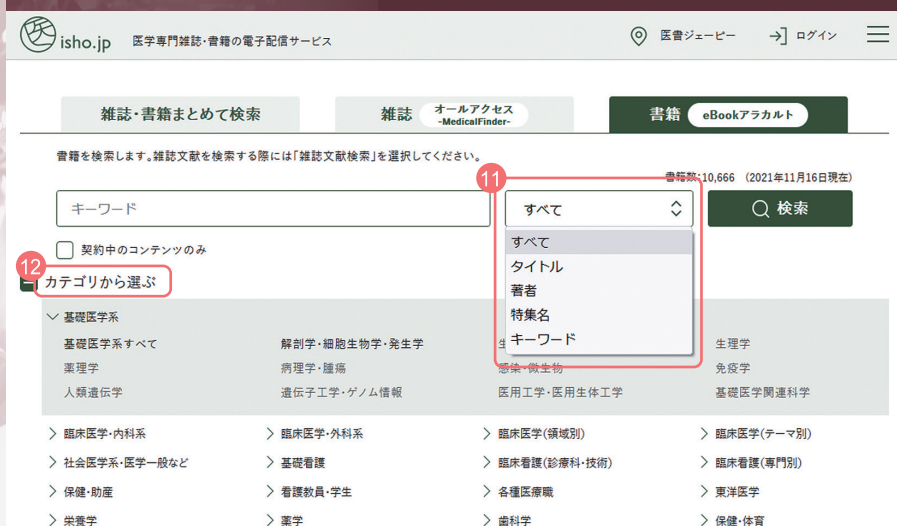 医 isho.jp 医学専門雑誌・書籍の電子配信サービス 医書ジェーピー ログイン
雑誌・書籍まとめて検索 雑誌 オールアクセス -MedicalFinder- 書籍 eBookアラカルト
書籍を検索します。雑誌文献を検索する際には「雑誌文献検索」を選択してください。
書籍数:10,666 (2021年11月16日現在)
11
キーワード すべて 検索
契約中のコンテンツのみ
すべて
タイトル
著者
特集名
キーワード
12
カテゴリから選ぶ
基礎医学系
基礎医学系すべて 解剖学・細胞生物学・発生学 生理学
薬理学 病理学・腫瘍 感染・微生物 免疫学
人類遺伝学 遺伝子工学・ゲノム情報 医用工学・医用生体工学 基礎医学関連科学
臨床医学・内科系 臨床医学・外科系 臨床医学(領域別) 臨床医学(テーマ別)
社会医学系・医学一般など 基礎看護 臨床看護(診療科・技術) 臨床看護(専門別)
保健・助産 看護教員・学生 各種医療職 東洋医学
栄養学 薬学 歯科学 保健・体育